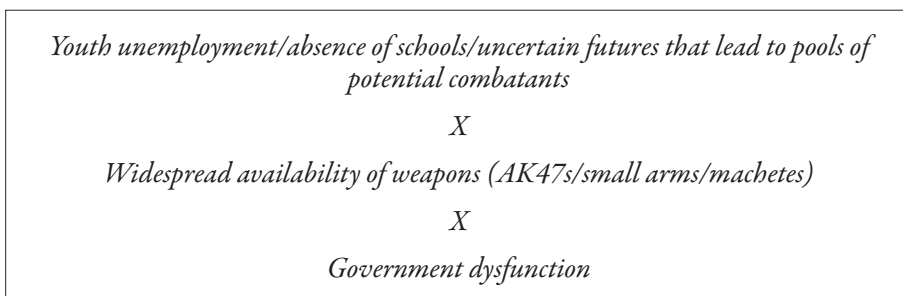 Youth unemployment/absence of schools/uncertain futures that lead to pools of
potential combatants
X
Widespread availability of weapons (AK47s/small arms/machetes)
X
Government dysfunction